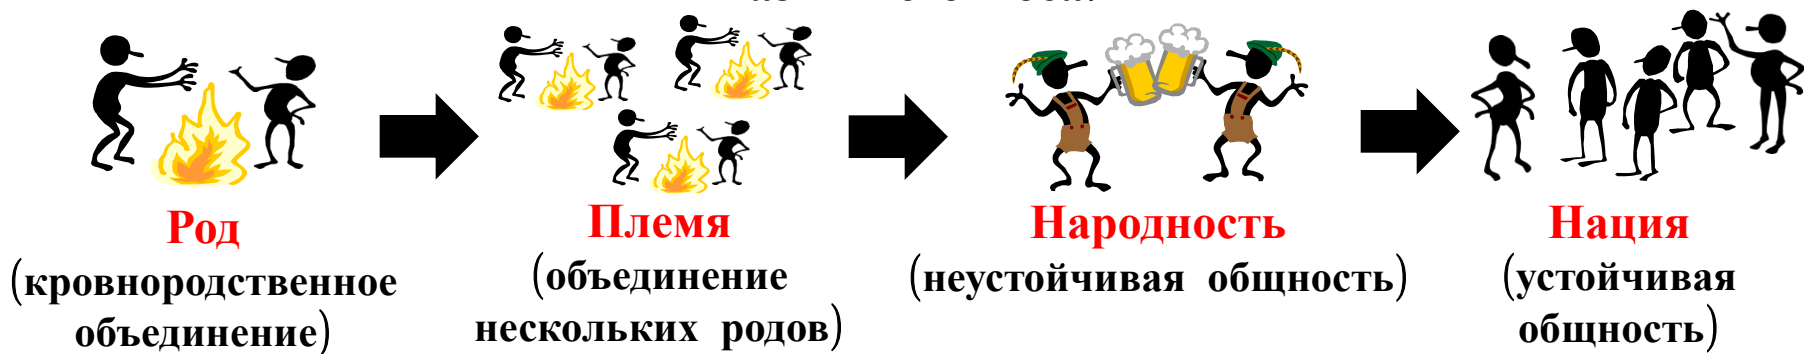 Род
(кровнородственное
объединение)
Племя
(объединение
нескольких родов)
Народность
(неустойчивая общность)
Нация
(устойчивая
общность)